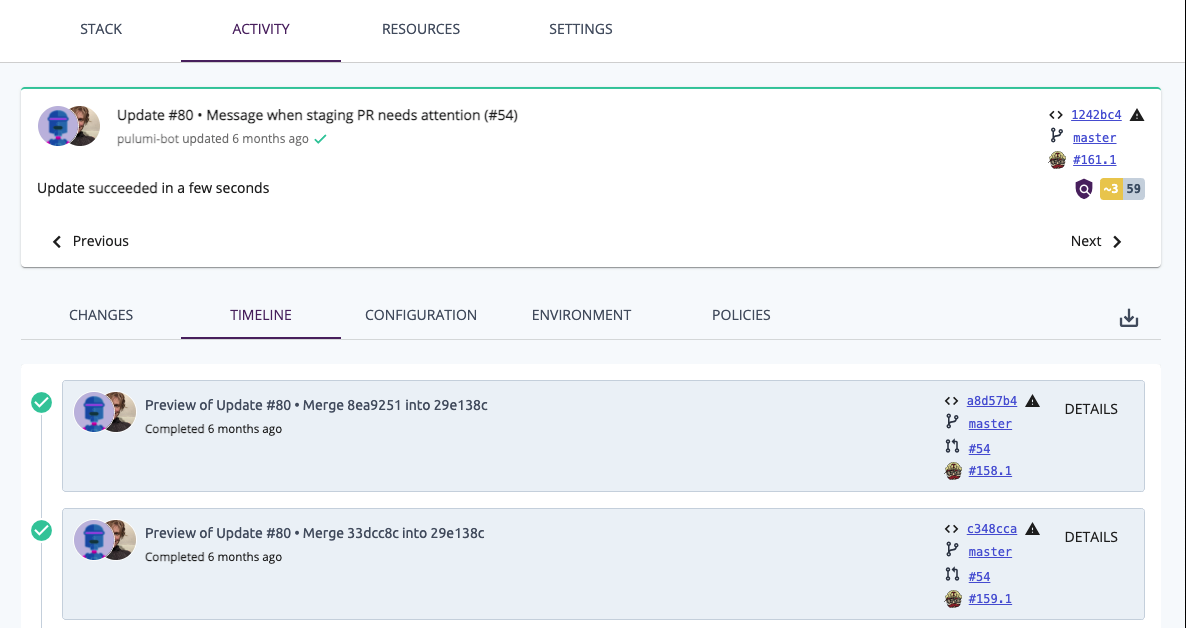 STACK ACTIVITY RESOURCES SETTINGS
Update #80 • Message when staging PR needs attention (#54)
pulumi-bot updated 6 months ago
1242bc4
master
#161.1
Update succeeded in a few seconds
~3 59
Previous
Next
CHANGES TIMELINE CONFIGURATION ENVIRONMENT POLICIES
Preview of Update #80 • Merge 8ea9251 into 29e138c
Completed 6 months ago
a8d57b4
master
#54
#158.1
DETAILS
Preview of Update #80 • Merge 33dcc8c into 29e138c
Completed 6 months ago
c348cca
master
#54
#159.1
DETAILS